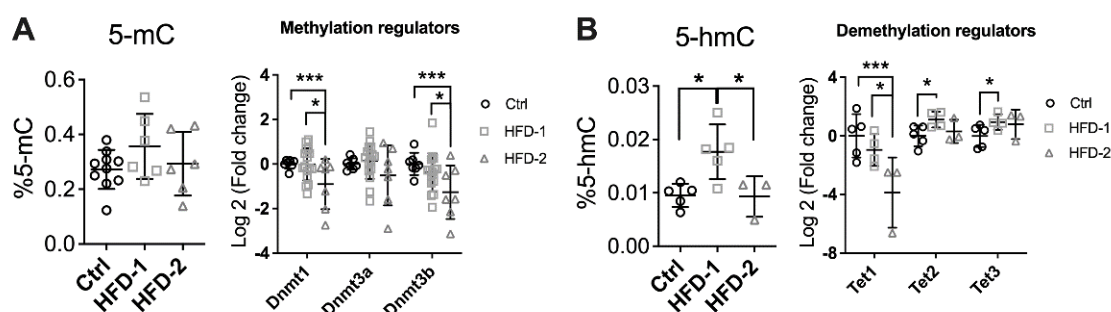 A
5-mC
%5-mC
0.6
0.4
0.2
0.0
Ctrl
HFD-1
HFD-2
Methylation regulators
Log 2 (Fold change)
4
2
0
-2
-4
***
*
***
*
Dnmt1
Dnmt3a
Dnmt3b
Ctrl
HFD-1
HFD-2
B
5-hmC
%5-hmC
0.03
0.02
0.01
0.00
*
*
Ctrl
HFD-1
HFD-2
Demethylation regulators
Log 2 (Fold change)
4
0
-4
-8
***
*
*
*
Tet1
Tet2
Tet3
Ctrl
HFD-1
HFD-2